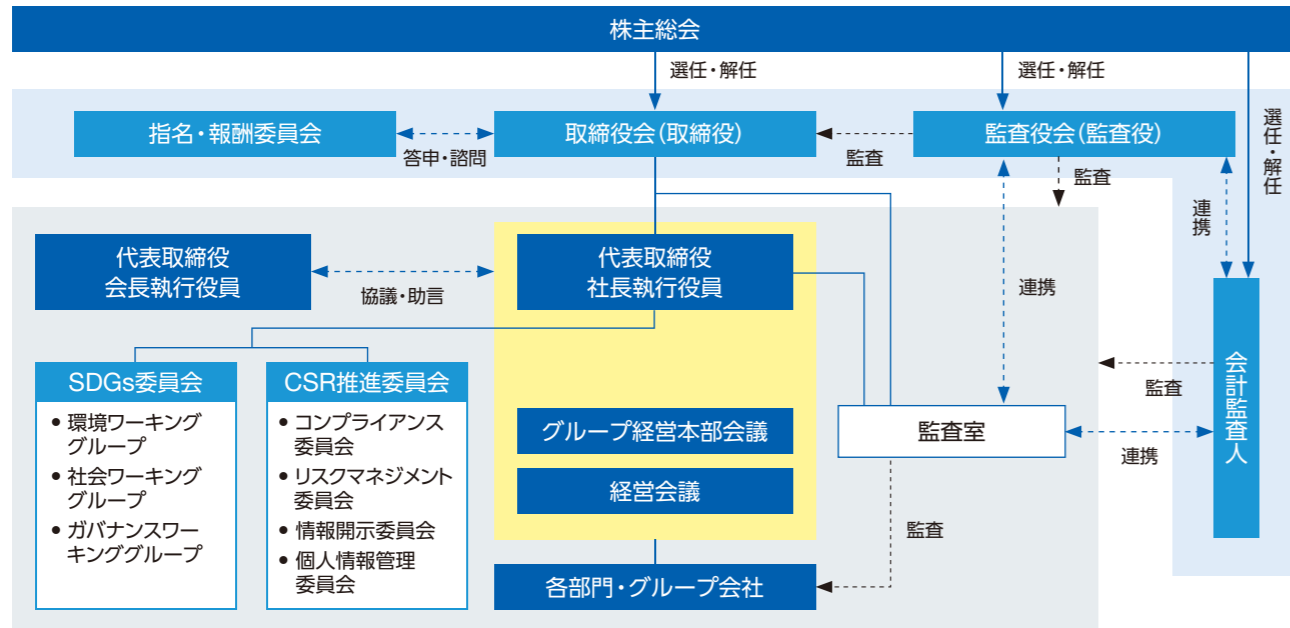 株主総会
選任・解任
選任・解任
選任・解任
指名・報酬委員会
答申・諮問
取締役会(取締役)
監査
監査役会(監査役)
監査
連携
代表取締役
会長執行役員
協議・助言
代表取締役
社長執行役員
連携
SDGs委員会
• 環境ワーキング
グループ
• 社会ワーキング
グループ
• ガバナンスワー
キンググループ
CSR推進委員会
• コンプライアンス
委員会
• リスクマネジメント
委員会
• 情報開示委員会
• 個人情報管理
委員会
グループ経営本部会議
経営会議
監査室
監査
連携
会計監査人
監査
各部門・グループ会社